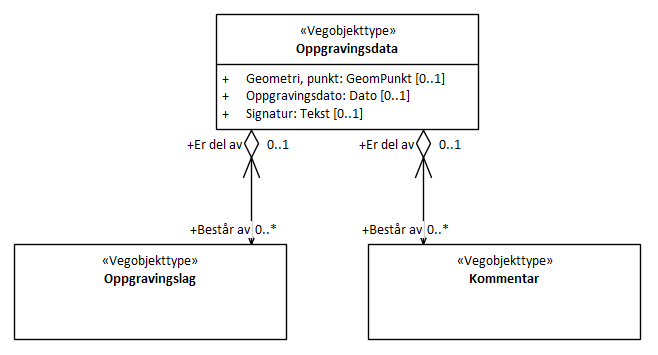 «Vegobjekttype»
Oppgravingsdata
+ Geometri, punkt: GeomPunkt [0..1]
+ Oppgravingsdato: Dato [0..1]
+ Signatur: Tekst [0..1]
+Er del av 0..1
+Er del av 0..1
+Består av 0..*
+Består av 0..*
«Vegobjekttype»
Oppgravingslag
«Vegobjekttype»
Kommentar